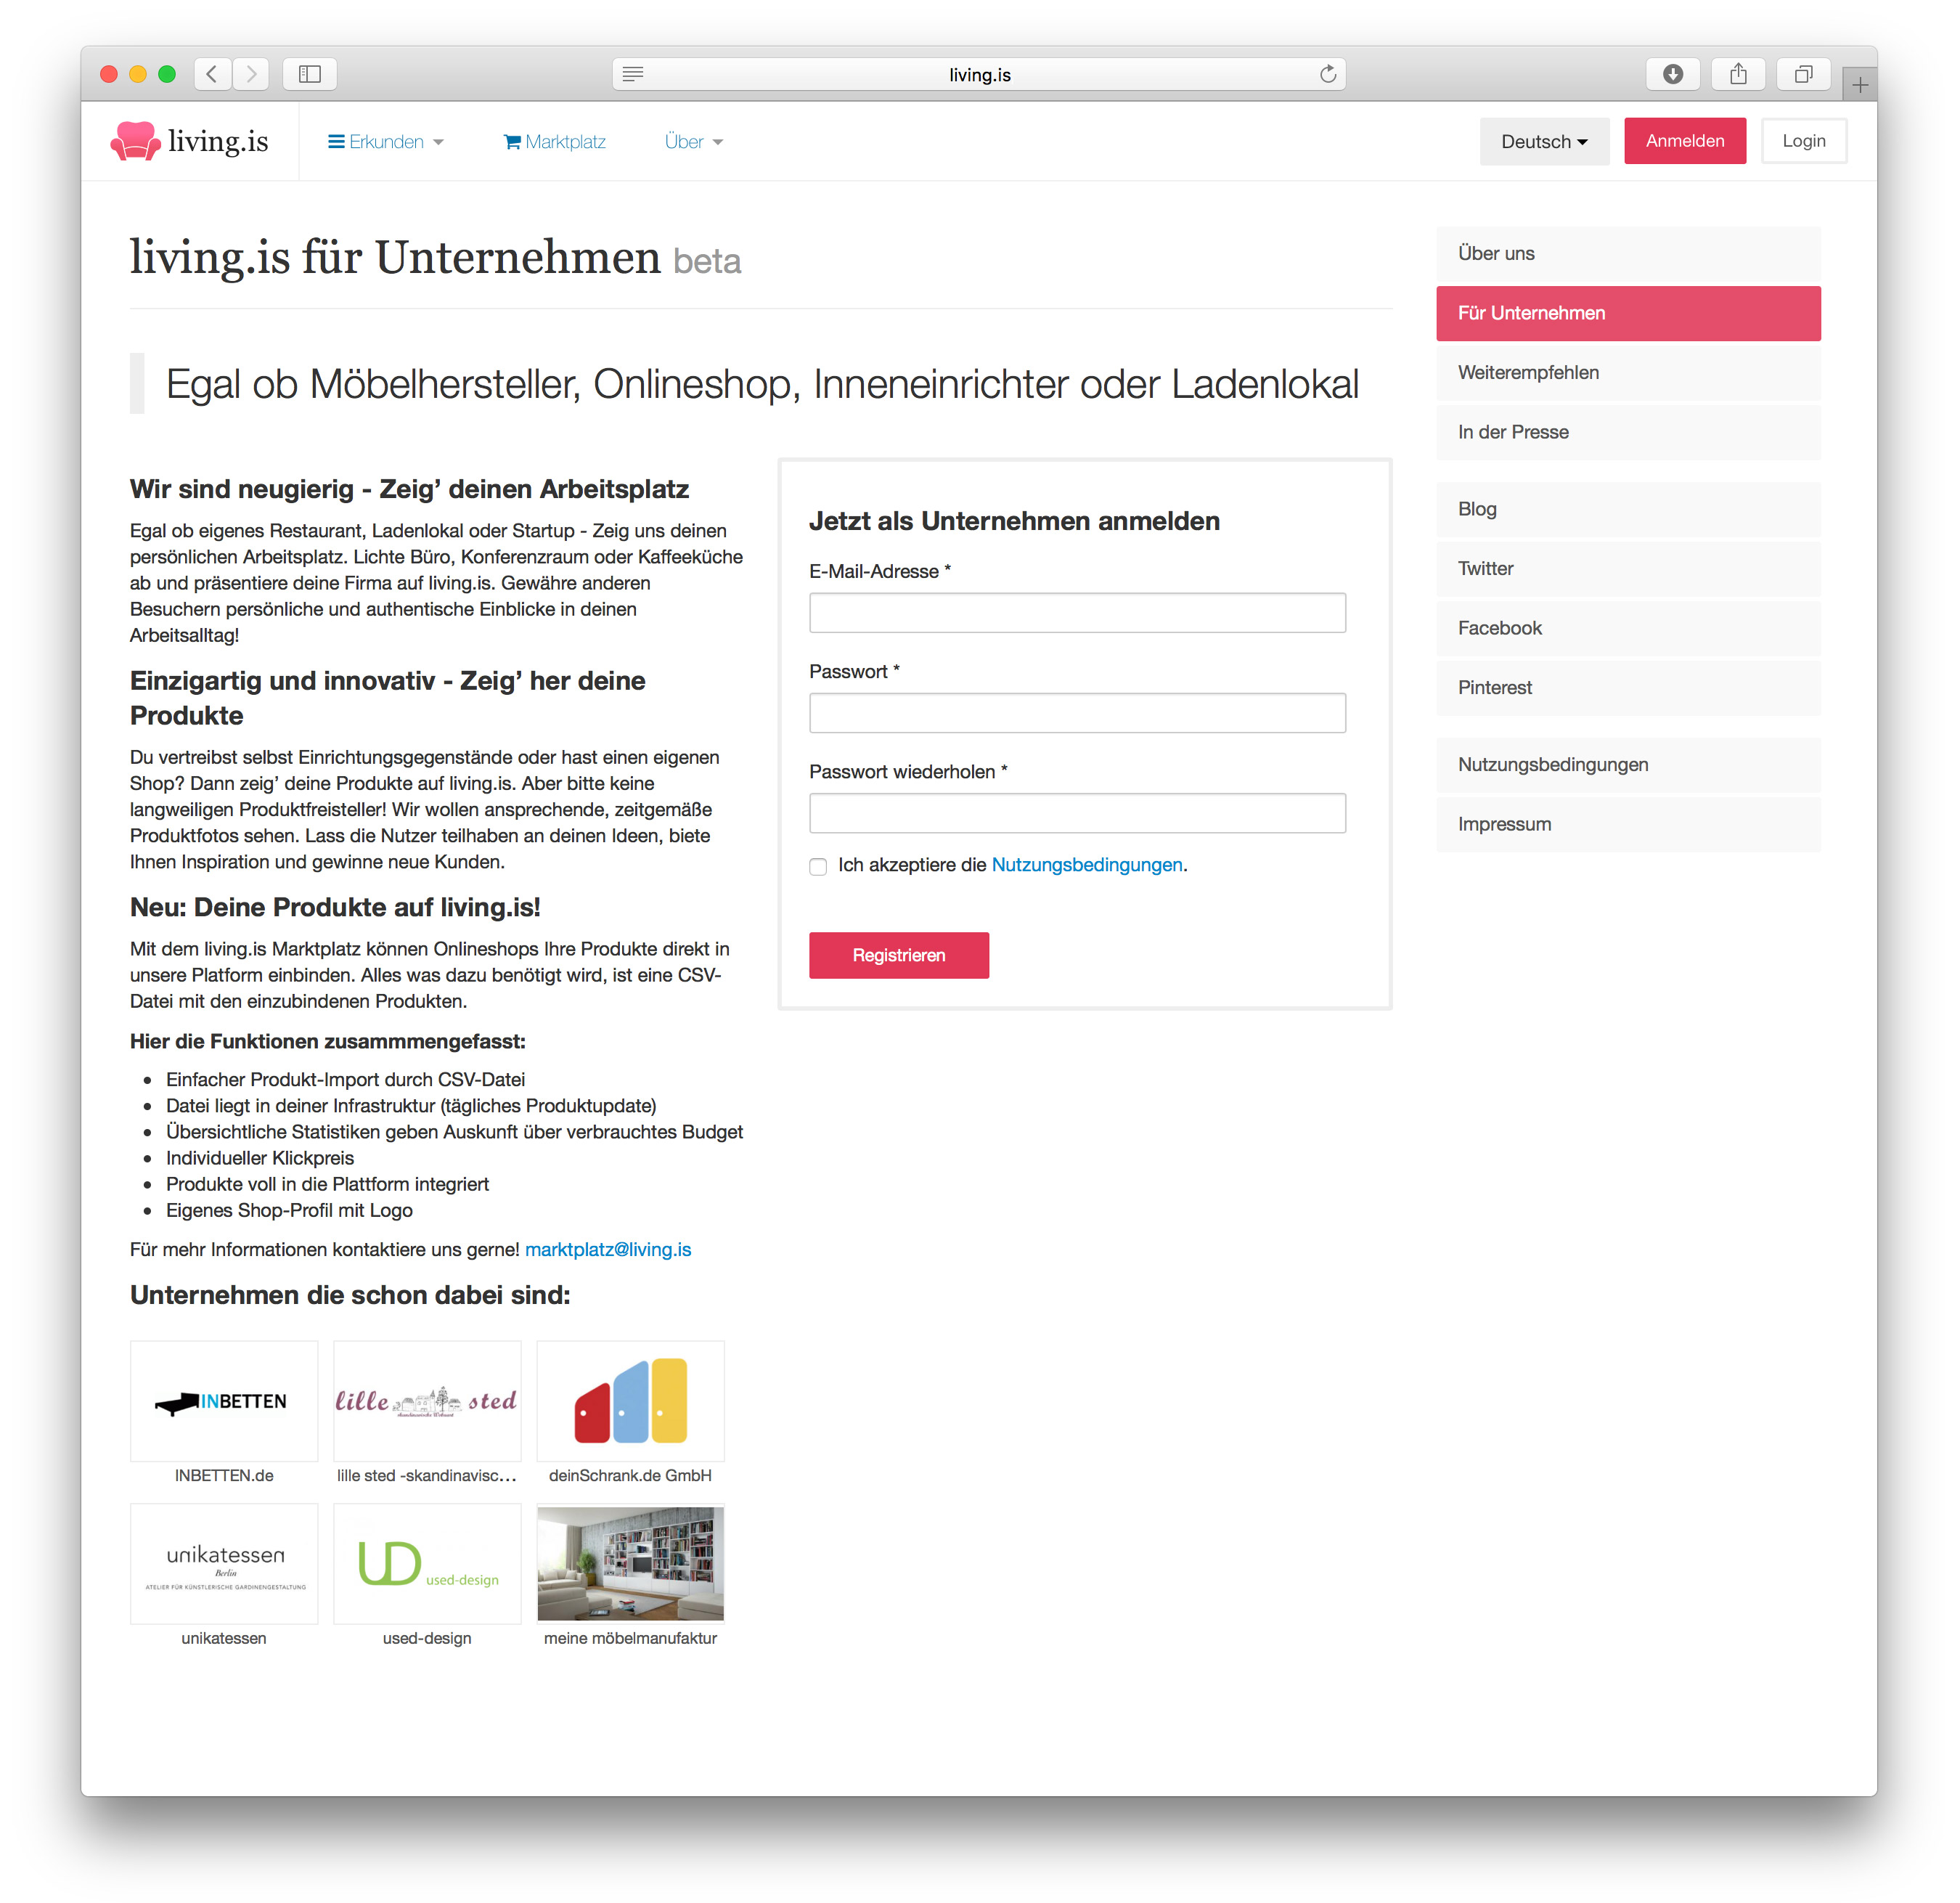 living.is
living.is
Erkunden
Marktplatz
Über
Deutsch
Anmelden
Login
living.is für Unternehmen beta
Egal ob Möbelhersteller, Onlineshop, Inneneinrichter oder Ladenlokal
Wir sind neugierig - Zeig’ deinen Arbeitsplatz
Egal ob eigenes Restaurant, Ladenlokal oder Startup - Zeig uns deinen
persönlichen Arbeitsplatz. Lichte Büro, Konferenzraum oder Kaffeeküche
ab und präsentiere deine Firma auf living.is. Gewähre anderen
Besuchern persönliche und authentische Einblicke in deinen
Arbeitsalltag!
Einzigartig und innovativ - Zeig’ her deine
Produkte
Du vertreibst selbst Einrichtungsgegenstände oder hast einen eigenen
Shop? Dann zeig’ deine Produkte auf living.is. Aber bitte keine
langweiligen Produktfreisteller! Wir wollen ansprechende, zeitgemäße
Produktfotos sehen. Lass die Nutzer teilhaben an deinen Ideen, biete
Ihnen Inspiration und gewinne neue Kunden.
Neu: Deine Produkte auf living.is!
Mit dem living.is Marktplatz können Onlineshops Ihre Produkte direkt in
unsere Platform einbinden. Alles was dazu benötigt wird, ist eine CSV-
Datei mit den einzubindenen Produkten.
Hier die Funktionen zusammmengefasst:
• Einfacher Produkt-Import durch CSV-Datei
• Datei liegt in deiner Infrastruktur (tägliches Produktupdate)
• Übersichtliche Statistiken geben Auskunft über verbrauchtes Budget
• Individueller Klickpreis
• Produkte voll in die Plattform integriert
• Eigenes Shop-Profil mit Logo
Für mehr Informationen kontaktiere uns gerne! marktplatz@living.is
Unternehmen die schon dabei sind:
INBETTEN
lille sted
skandinavische Wohnart
INBETTEN.de
lille sted -skandinavisc...
deinSchrank.de GmbH
unikatessen
Berlin
ATELIER FÜR KÜNSTLERISCHE GARDINENGESTALTUNG
UD used-design
unikatessen
used-design
meine möbelmanufaktur
Jetzt als Unternehmen anmelden
E-Mail-Adresse *
Passwort *
Passwort wiederholen *
Ich akzeptiere die Nutzungsbedingungen.
Registrieren
Über uns
Für Unternehmen
Weiterempfehlen
In der Presse
Blog
Twitter
Facebook
Pinterest
Nutzungsbedingungen
Impressum